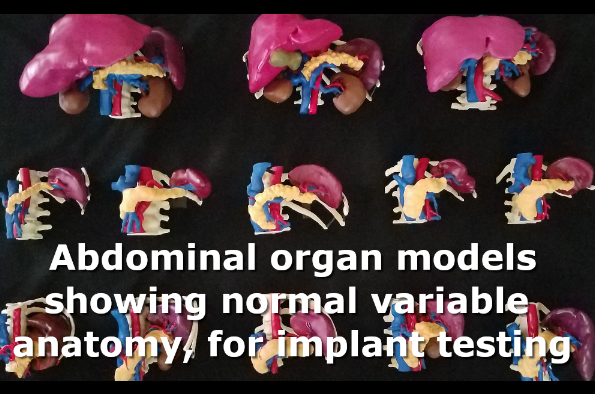 Abdominal organ models
showing normal variable
anatomy, for implant testing